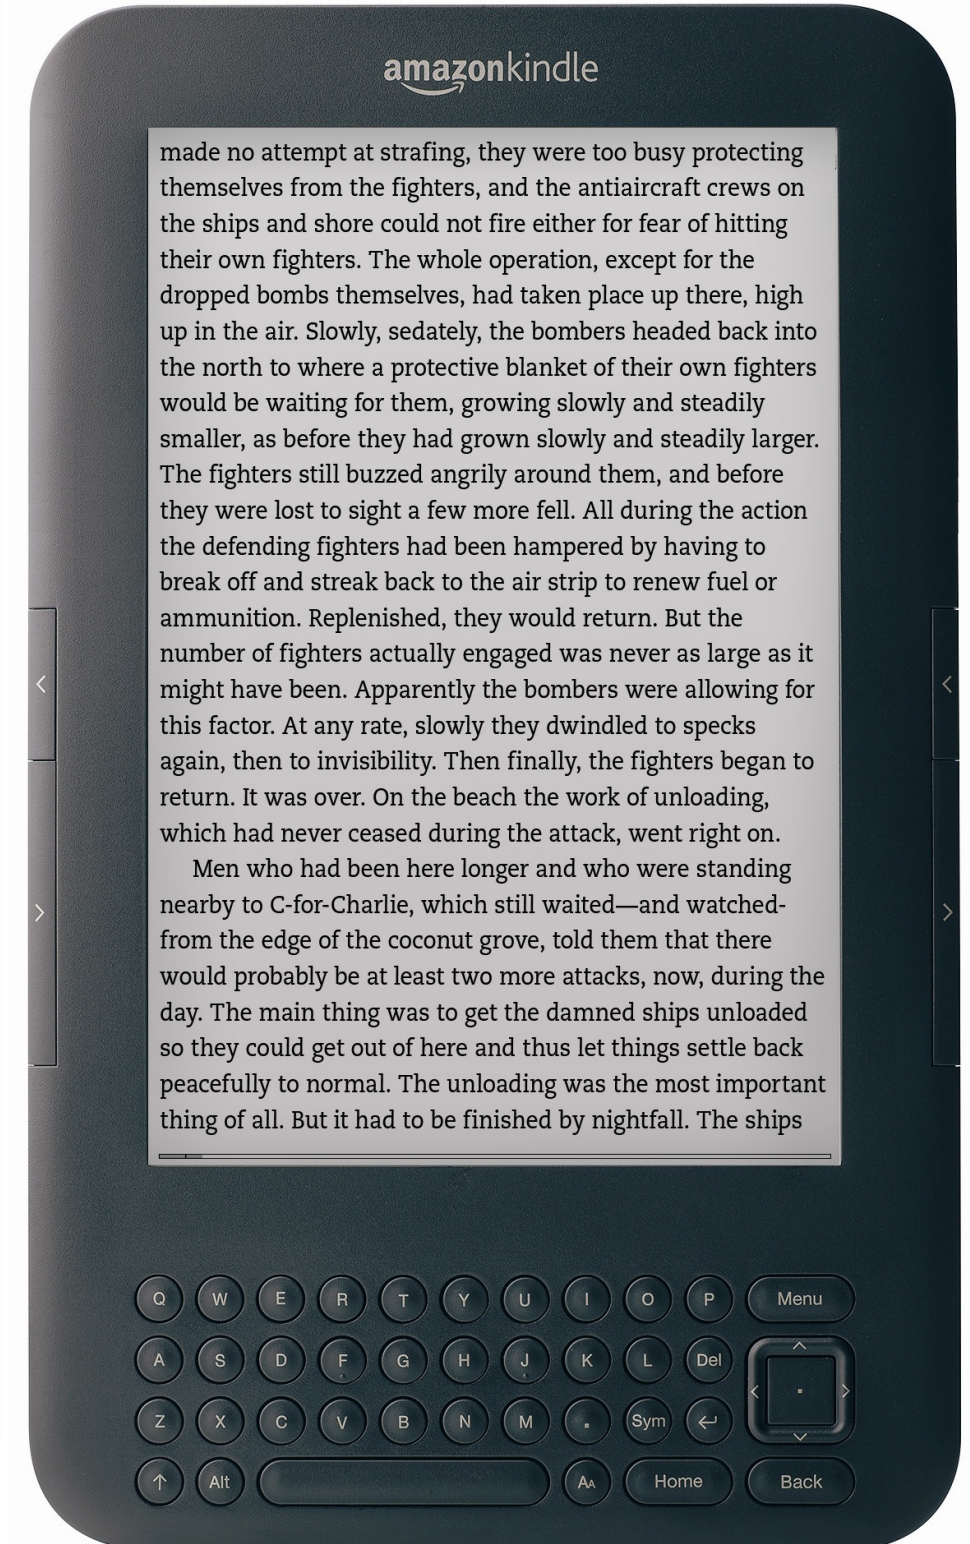 amazonkindle
made no attempt at strafing, they were too busy protecting
themselves from the fighters, and the antiaircraft crews on
the ships and shore could not fire either for fear of hitting
their own fighters. The whole operation, except for the
dropped bombs themselves, had taken place up there, high
up in the air. Slowly, sedately, the bombers headed back into
the north to where a protective blanket of their own fighters
would be waiting for them, growing slowly and steadily
smaller, as before they had grown slowly and steadily larger.
The fighters still buzzed angrily around them, and before
they were lost to sight a few more fell. All during the action
the defending fighters had been hampered by having to
break off and streak back to the air strip to renew fuel or
ammunition. Replenished, they would return. But the
number of fighters actually engaged was never as large as it
might have been. Apparently the bombers were allowing for
this factor. At any rate, slowly they dwindled to specks
again, then to invisibility. Then finally, the fighters began to
return. It was over. On the beach the work of unloading,
which had never ceased during the attack, went right on.
Men who had been here longer and who were standing
nearby to C-for-Charlie, which still waited—and watched-
from the edge of the coconut grove, told them that there
would probably be at least two more attacks, now, during the
day. The main thing was to get the damned ships unloaded
so they could get out of here and thus let things settle back
peacefully to normal. The unloading was the most important
thing of all. But it had to be finished by nightfall. The ships
Q W E R T Y U I O P Menu
A S D F G H J K L Del
Z X C V B N M . Sym
Alt AA Home Back